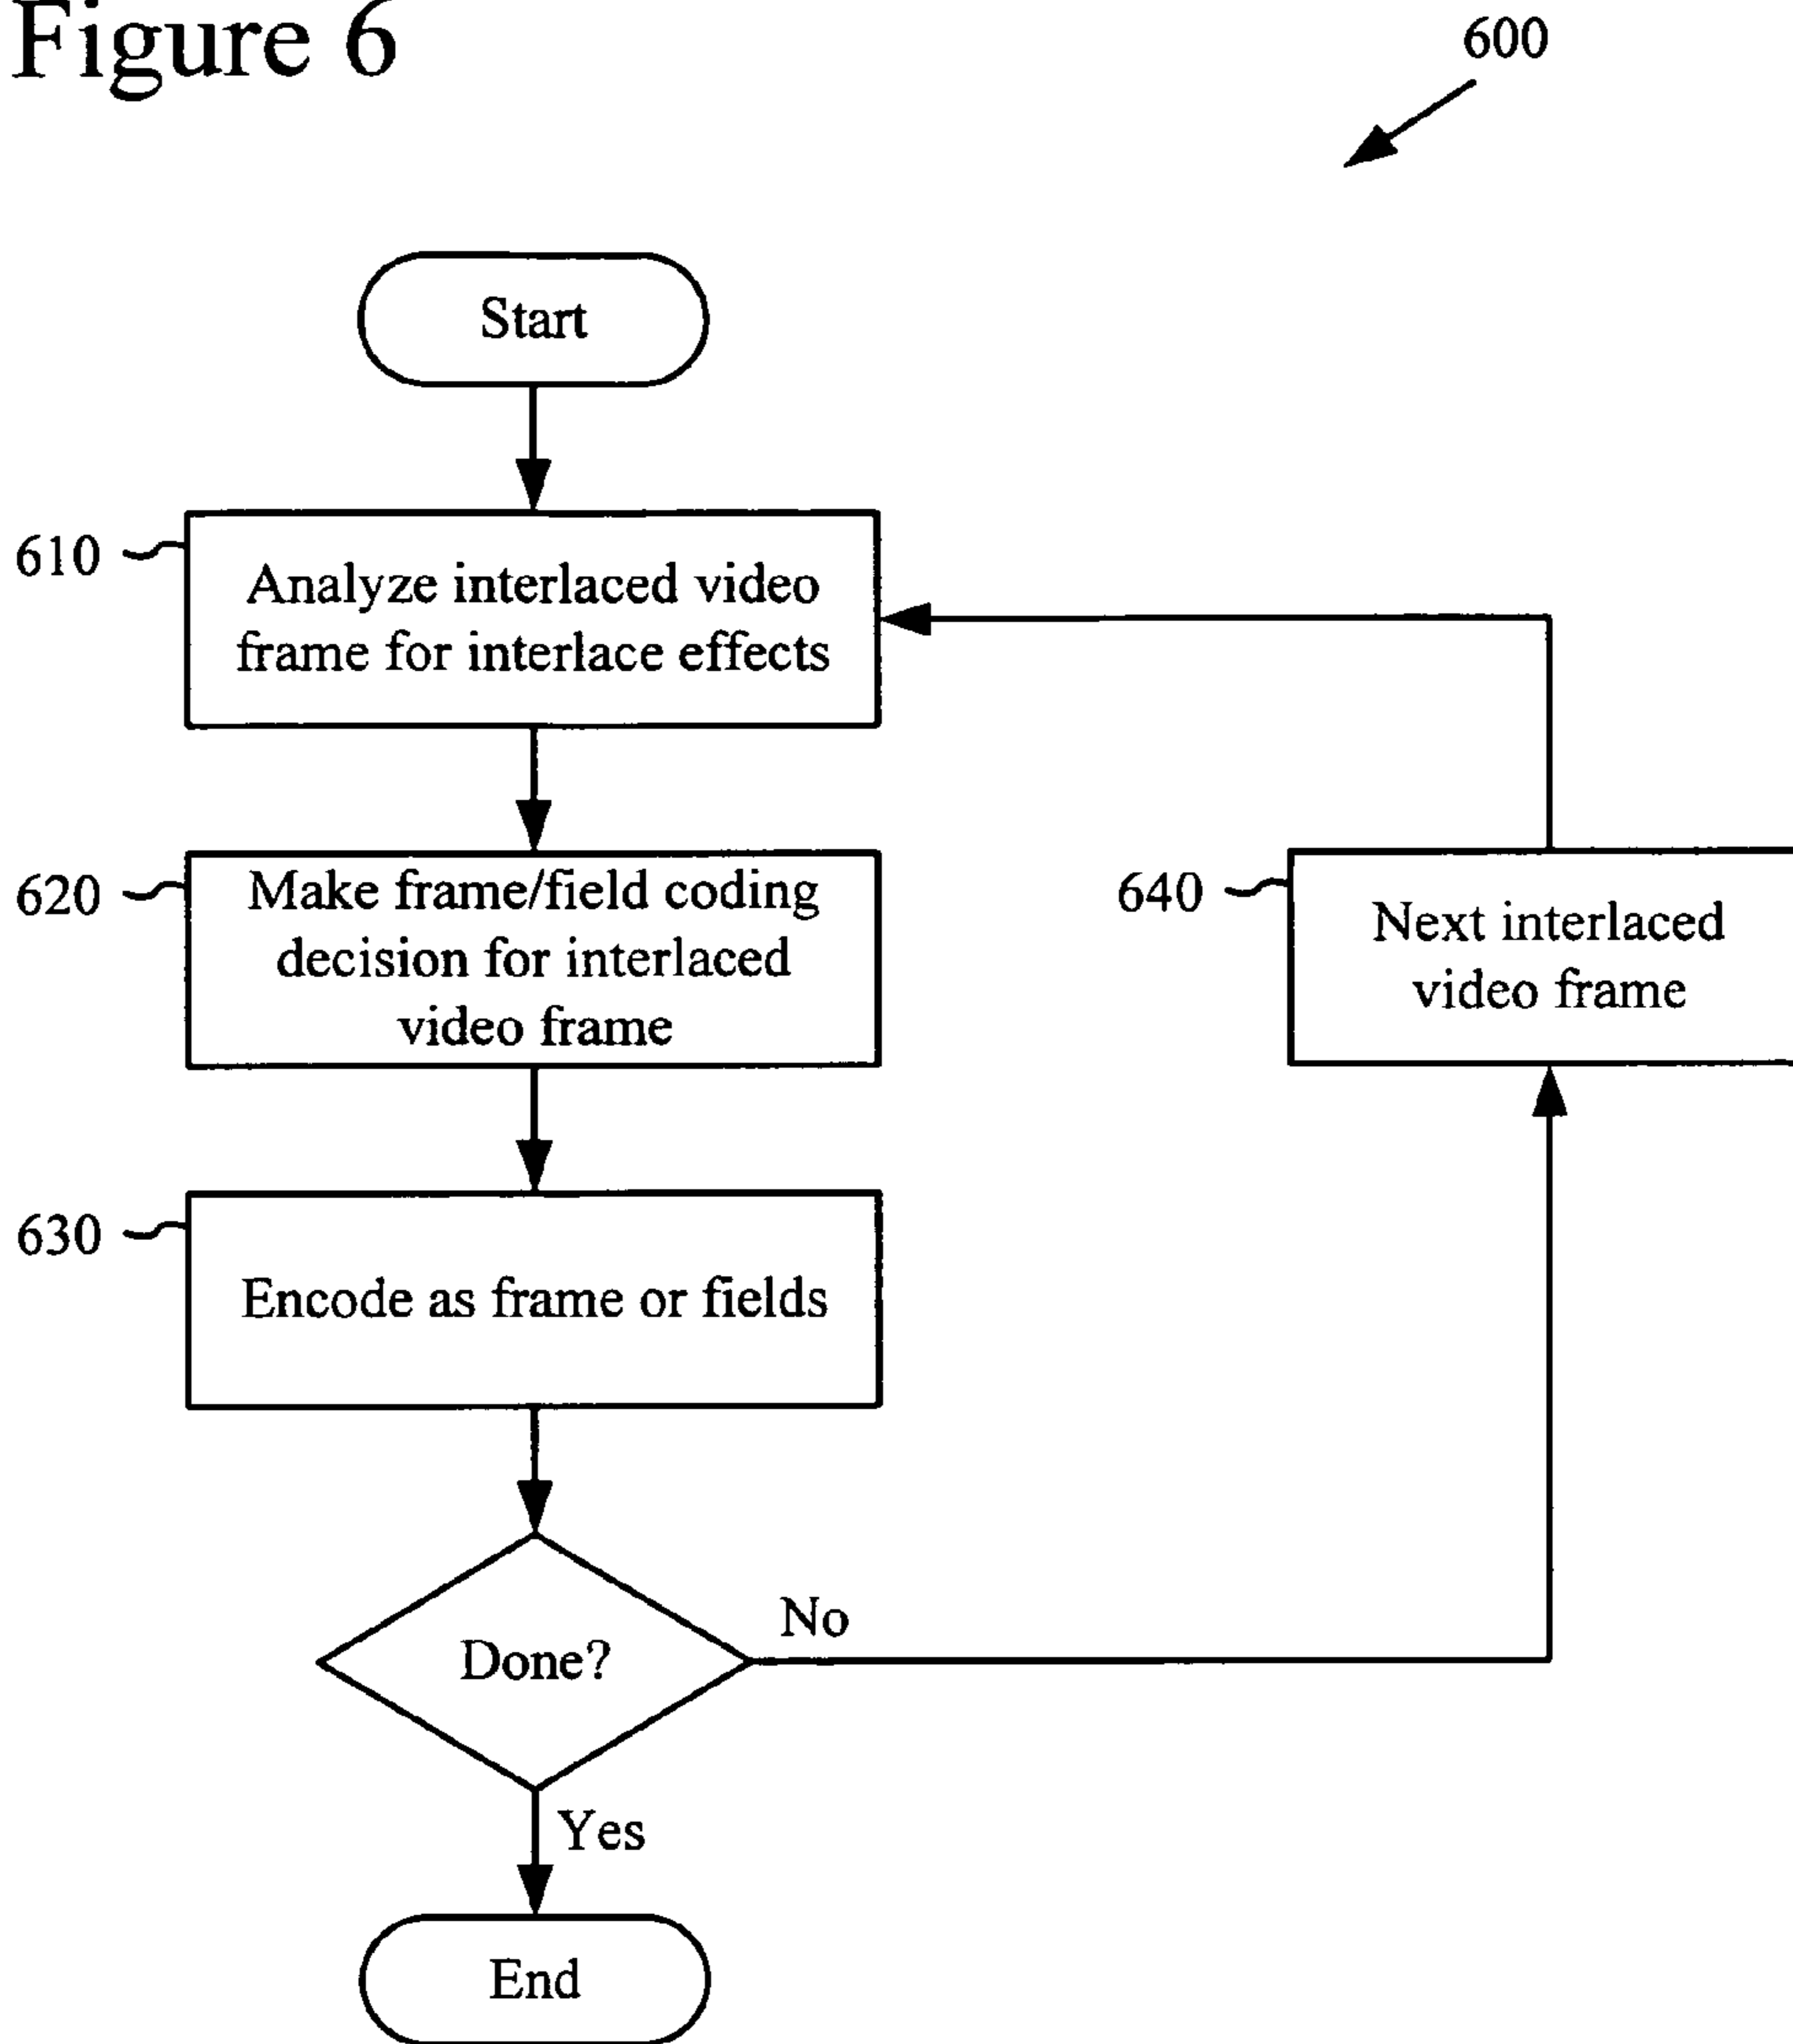 Figure 6
600
Start
610
Analyze interlaced video
frame for interlace effects
620
Make frame/field coding
decision for interlaced
video frame
640
Next interlaced
video frame
630
Encode as frame or fields
Done?
No
Yes
End